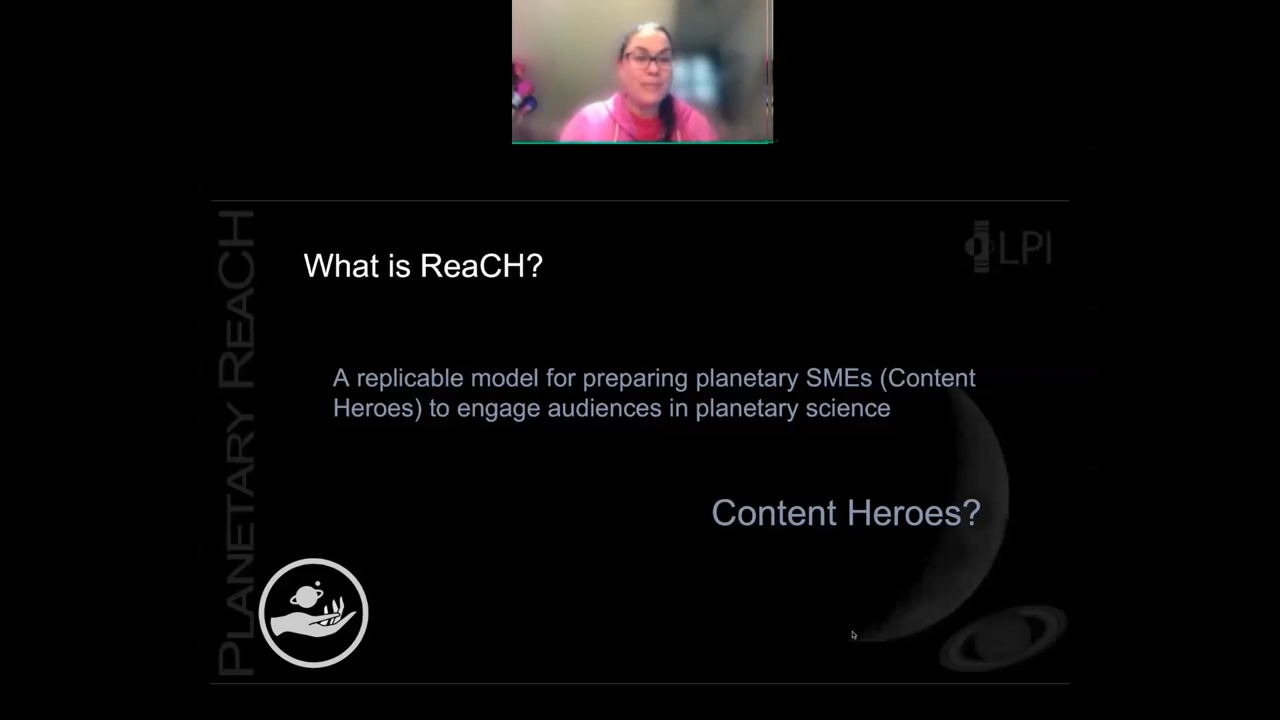 PLANETARY REACH
LPI
What is ReaCH?
A replicable model for preparing planetary SMEs (Content
Heroes) to engage audiences in planetary science
Content Heroes?